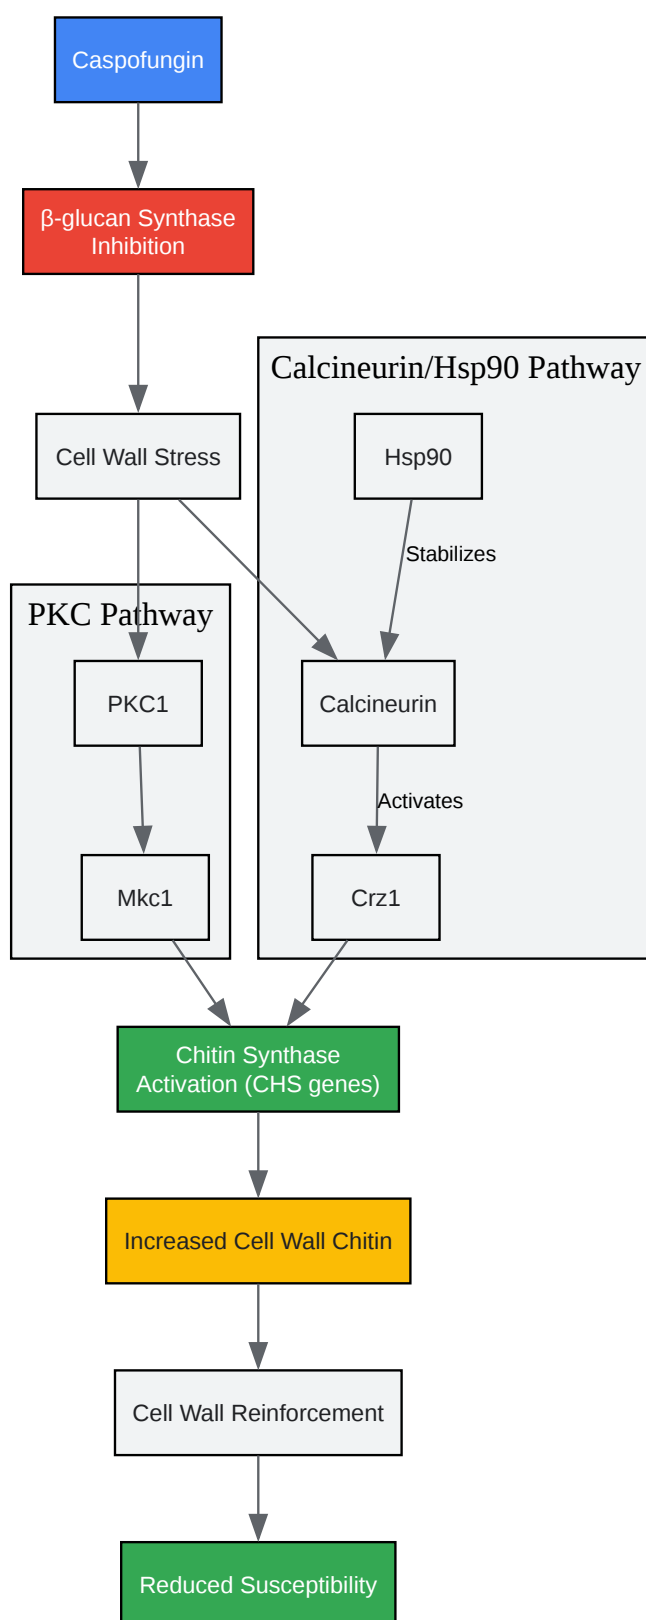 Caspofungin
β-glucan Synthase
Inhibition
Calcineurin/Hsp90 Pathway
Cell Wall Stress
Hsp90
Stabilizes
PKC Pathway
PKC1
Calcineurin
Activates
Mkc1
Crz1
Chitin Synthase
Activation (CHS genes)
Increased Cell Wall Chitin
Cell Wall Reinforcement
Reduced Susceptibility